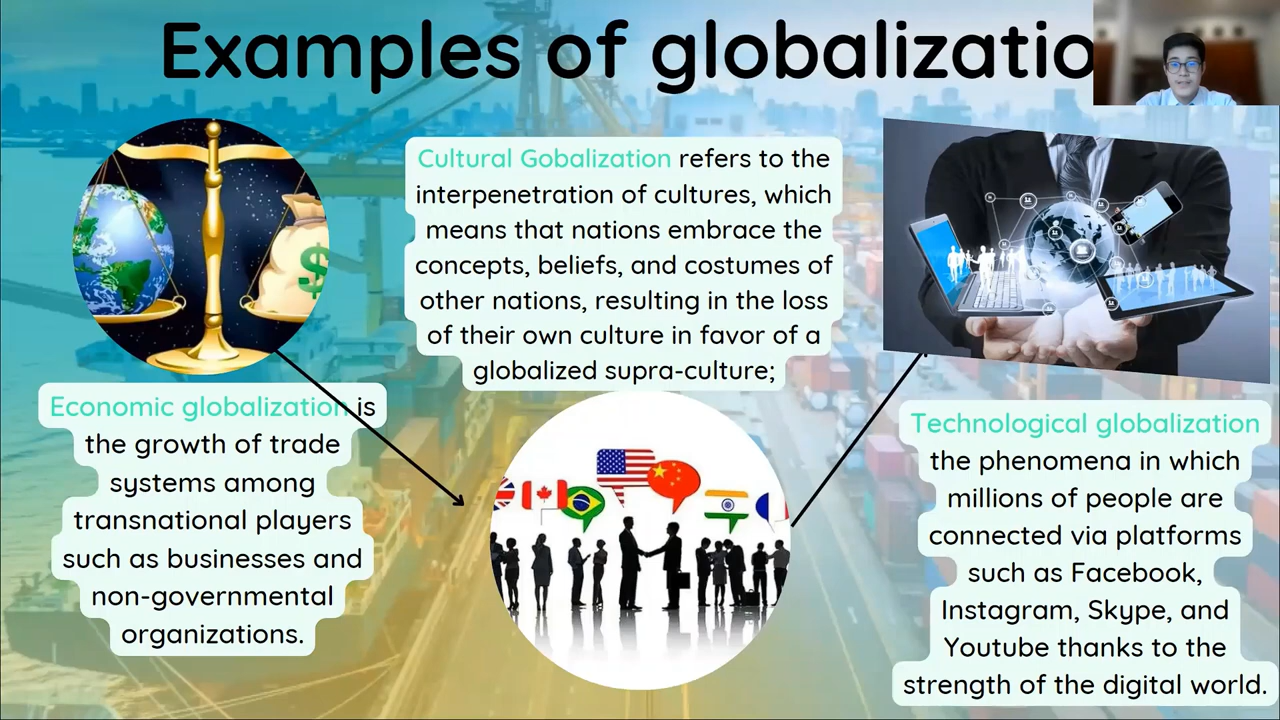 Examples of globalizatio
Cultural Gobalization refers to the
interpenetration of cultures, which
means that nations embrace the
concepts, beliefs, and costumes of
other nations, resulting in the loss
of their own culture in favor of a
globalized supra-culture;
Economic globalization is
the growth of trade
systems among
transnational players
such as businesses and
non-governmental
organizations.
Technological globalization
the phenomena in which
millions of people are
connected via platforms
such as Facebook,
Instagram, Skype, and
Youtube thanks to the
strength of the digital world.